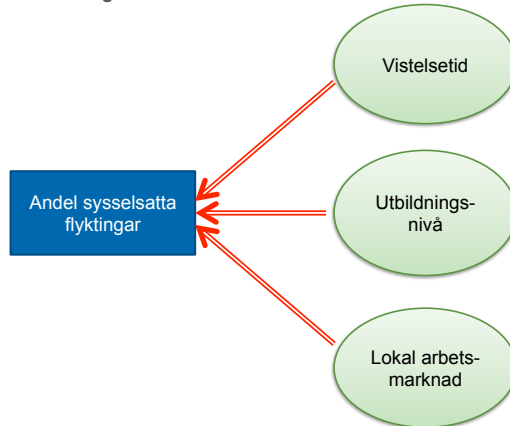 Vistelsetid
Andel sysselsatta
flyktingar
Utbildnings-
nivå
Lokal arbets-
marknad